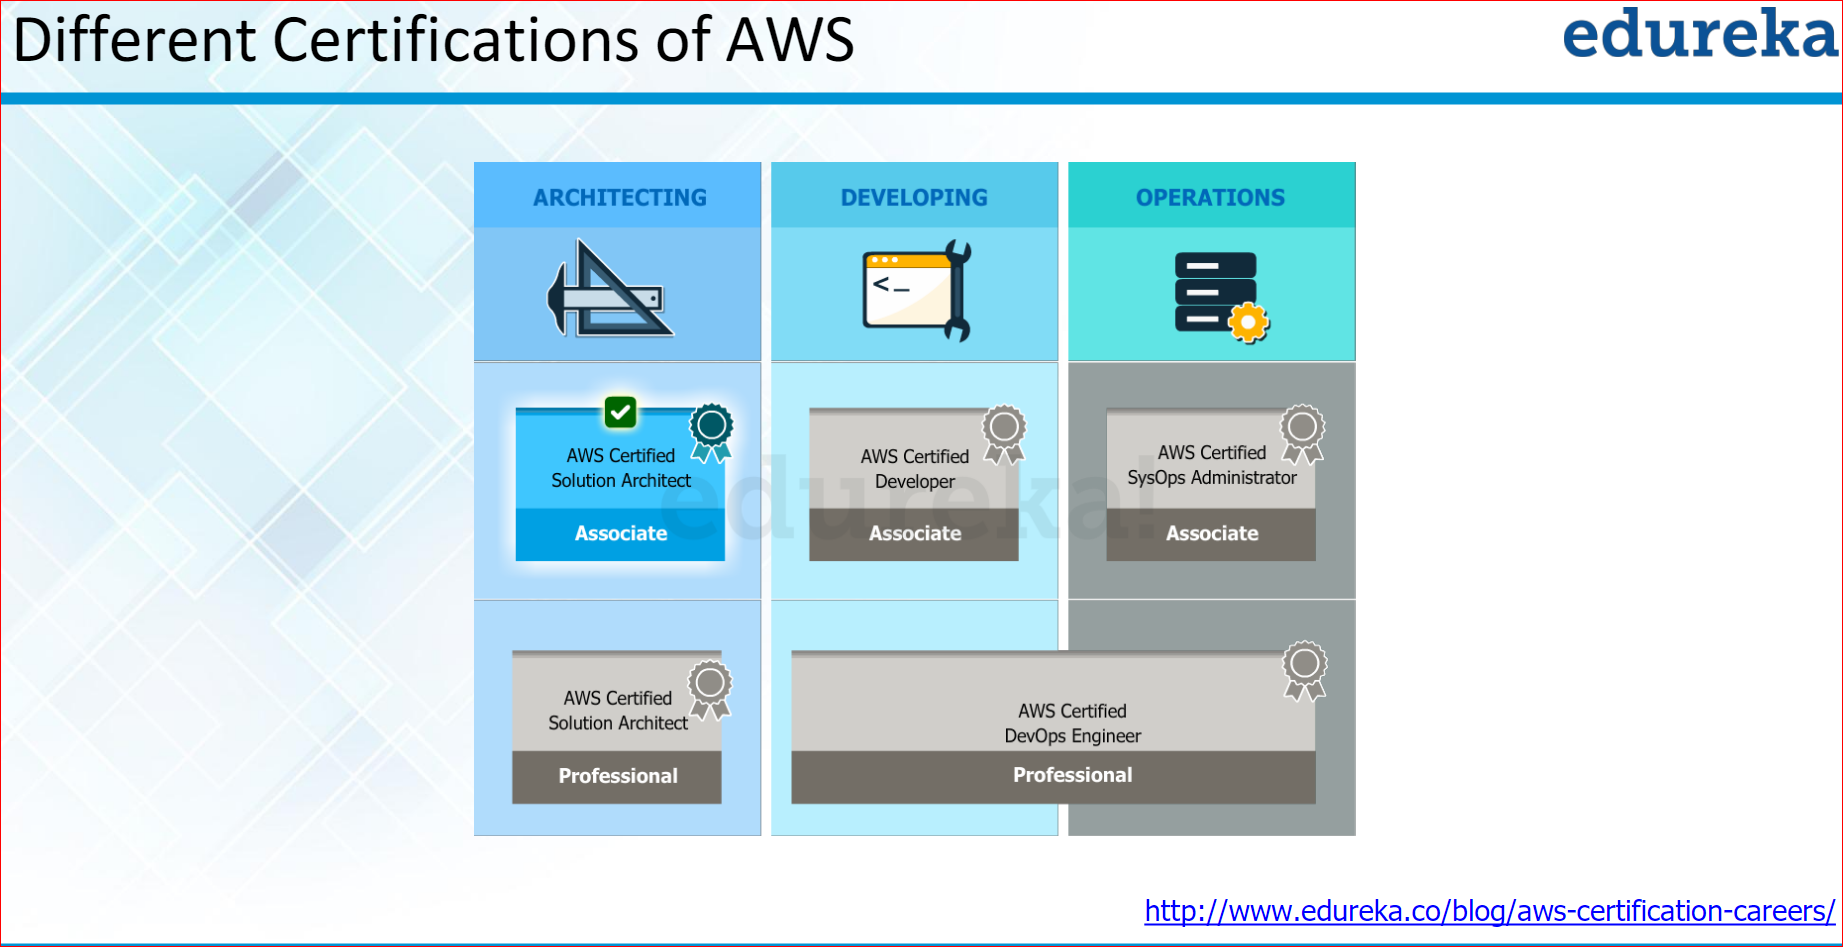 Different Certifications of AWS
edureka
ARCHITECTING
DEVELOPING
OPERATIONS
<_
AWS Certified
Solution Architect
Associate
AWS Certified
Developer
Associate
AWS Certified
SysOps Administrator
Associate
edureka!
AWS Certified
Solution Architect
Professional
AWS Certified
DevOps Engineer
Professional
http://www.edureka.co/blog/aws-certification-careers/